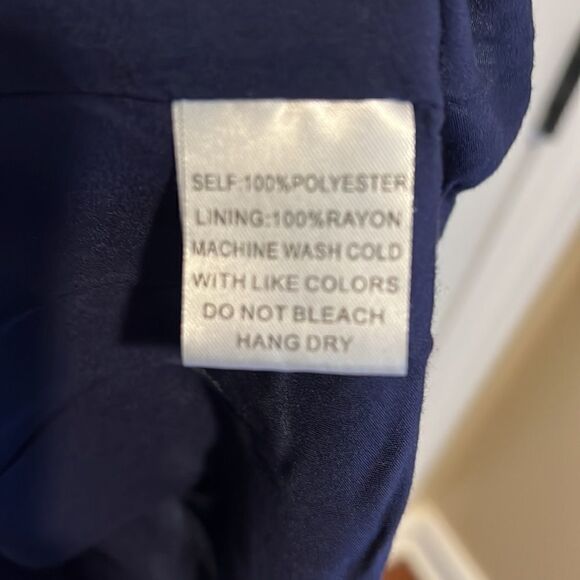 SELF:100%POLYESTER
LINING:100%RAYON
MACHINE WASH COLD
WITH LIKE COLORS
DO NOT BLEACH
HANG DRY